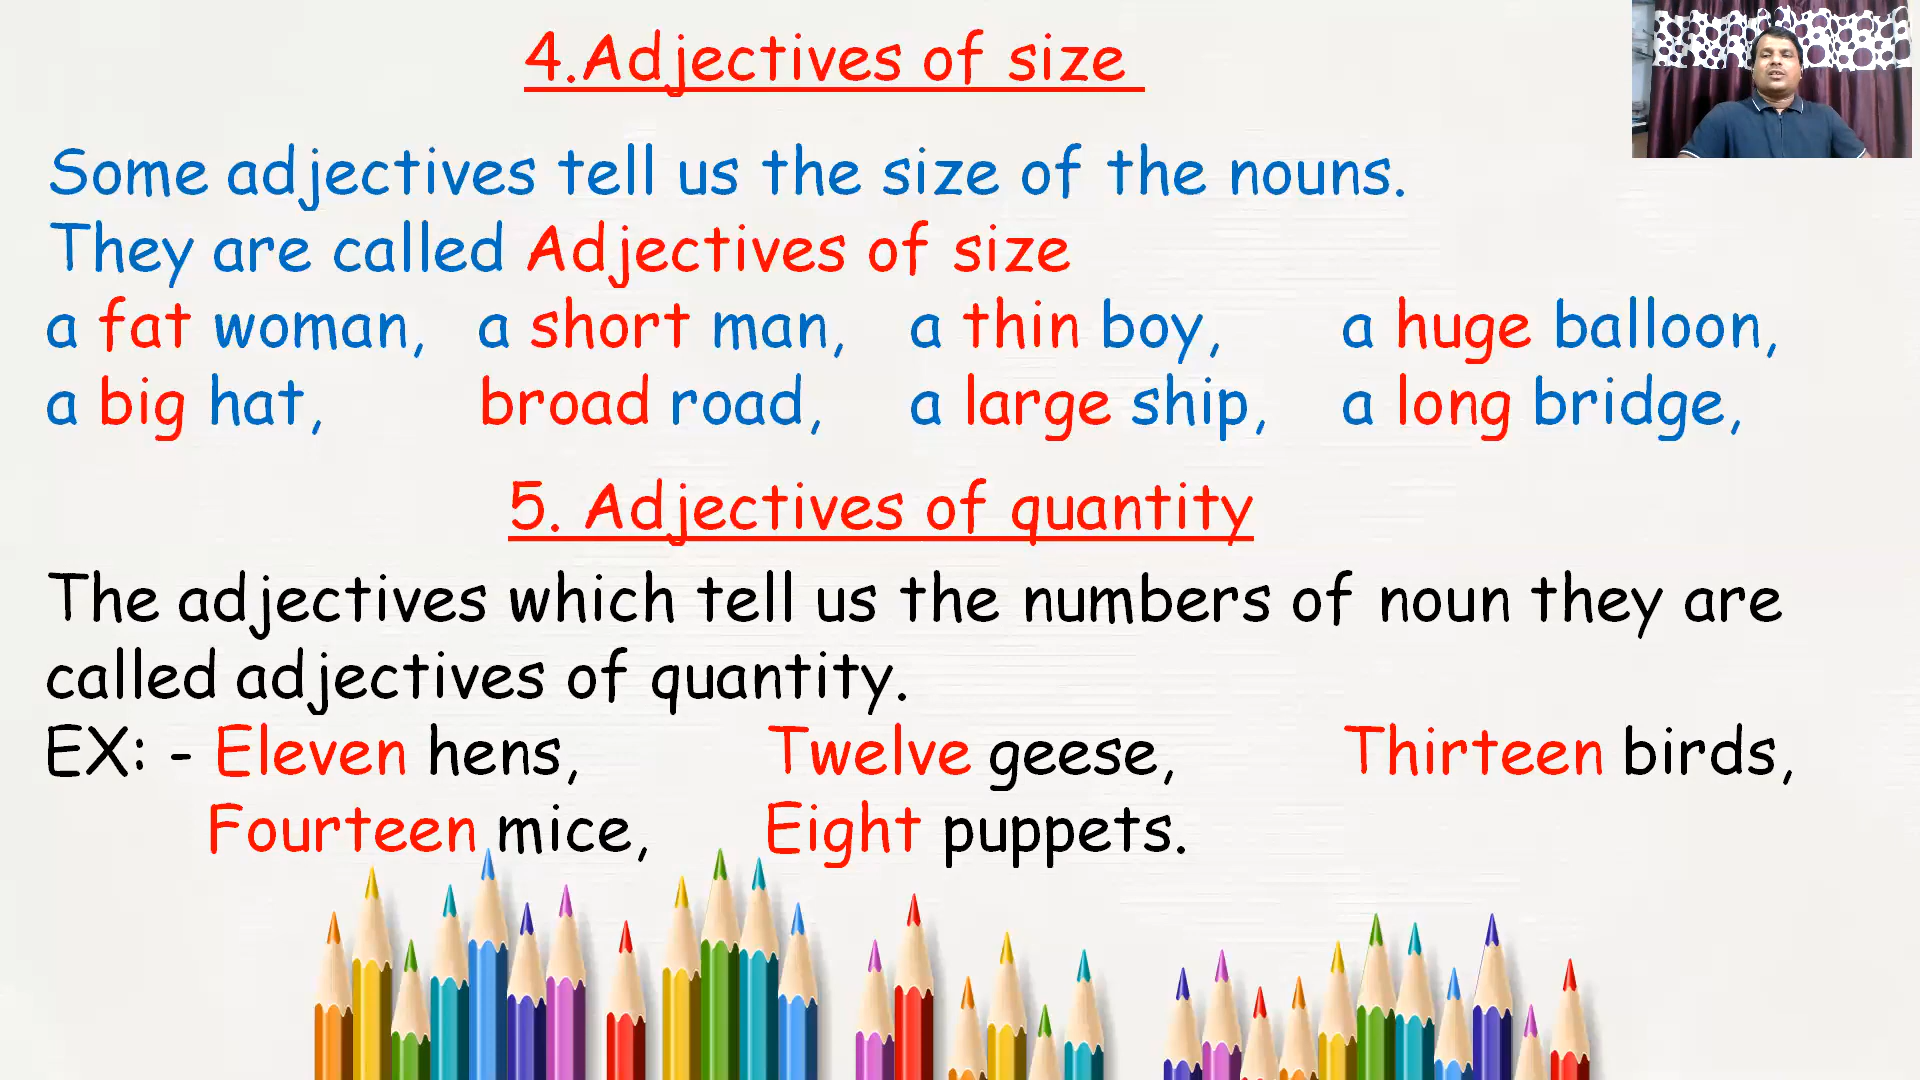 4.Adjectives of size
Some adjectives tell us the size of the nouns.
They are called Adjectives of size
a fat woman, a short man, a thin boy, a huge balloon,
a big hat, broad road, a large ship, a long bridge,
5. Adjectives of quantity
The adjectives which tell us the numbers of noun they are
called adjectives of quantity.
EX: - Eleven hens, Twelve geese, Thirteen birds,
Fourteen mice, Eight puppets.